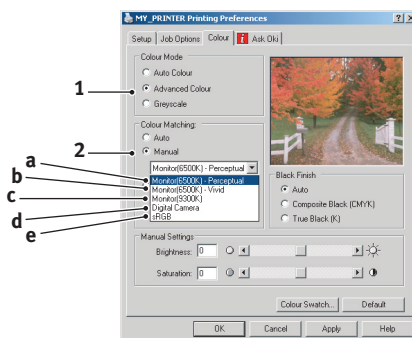 MY_PRINTER Printing Preferences
Setup Job Options Colour i Ask Oki
Colour Mode
Auto Colour
1 Advanced Colour
Greyscale
Colour Matching:
Auto
2 Manual
Monitor(6500K) - Perceptual
a Monitor(6500K) - Perceptual
b Monitor(6500K) - Vivid
c Monitor(9300K)
d Digital Camera
e sRGB
Black Finish
Auto
Composite Black (CMYK)
True Black (K)
Manual Settings
Brightness: 0
Saturation: 0
Colour Swatch... Default
OK Cancel Apply Help